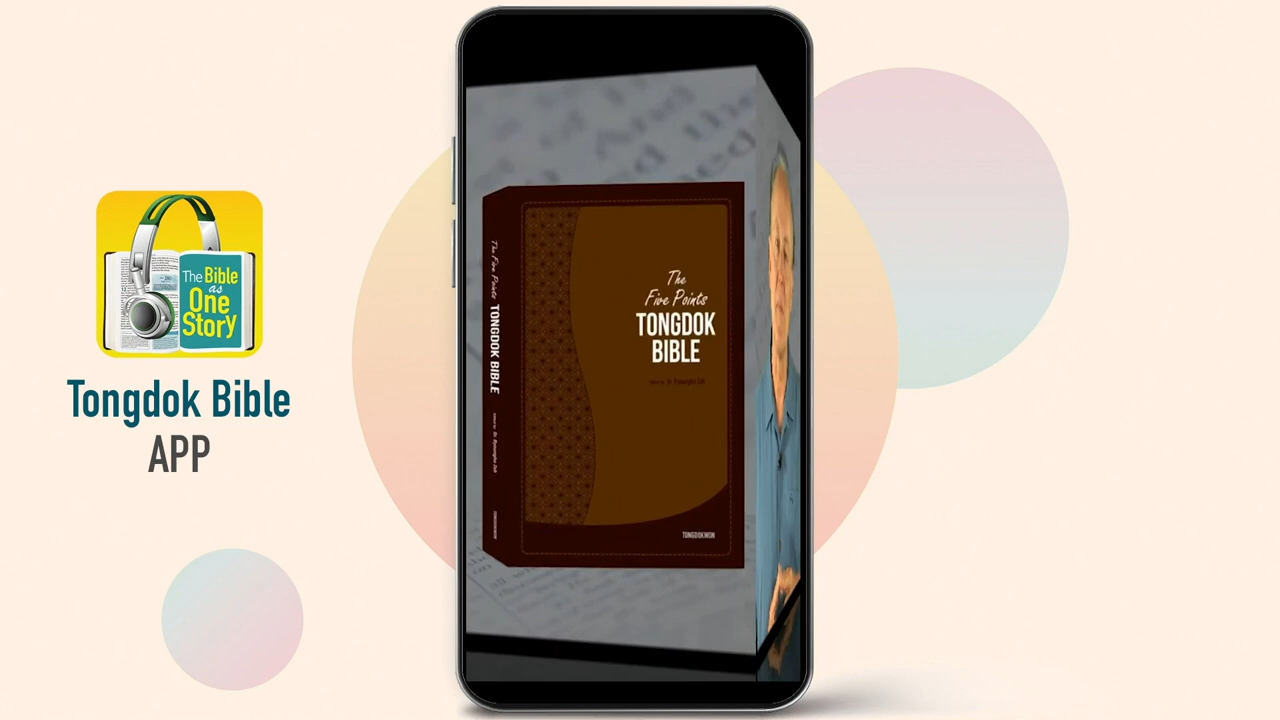 The Bible
as
One
Story
Tongdok Bible
APP
The Five Points TONGDOK BIBLE
The
Five Points
TONGDOK
BIBLE
TONGDOKWON